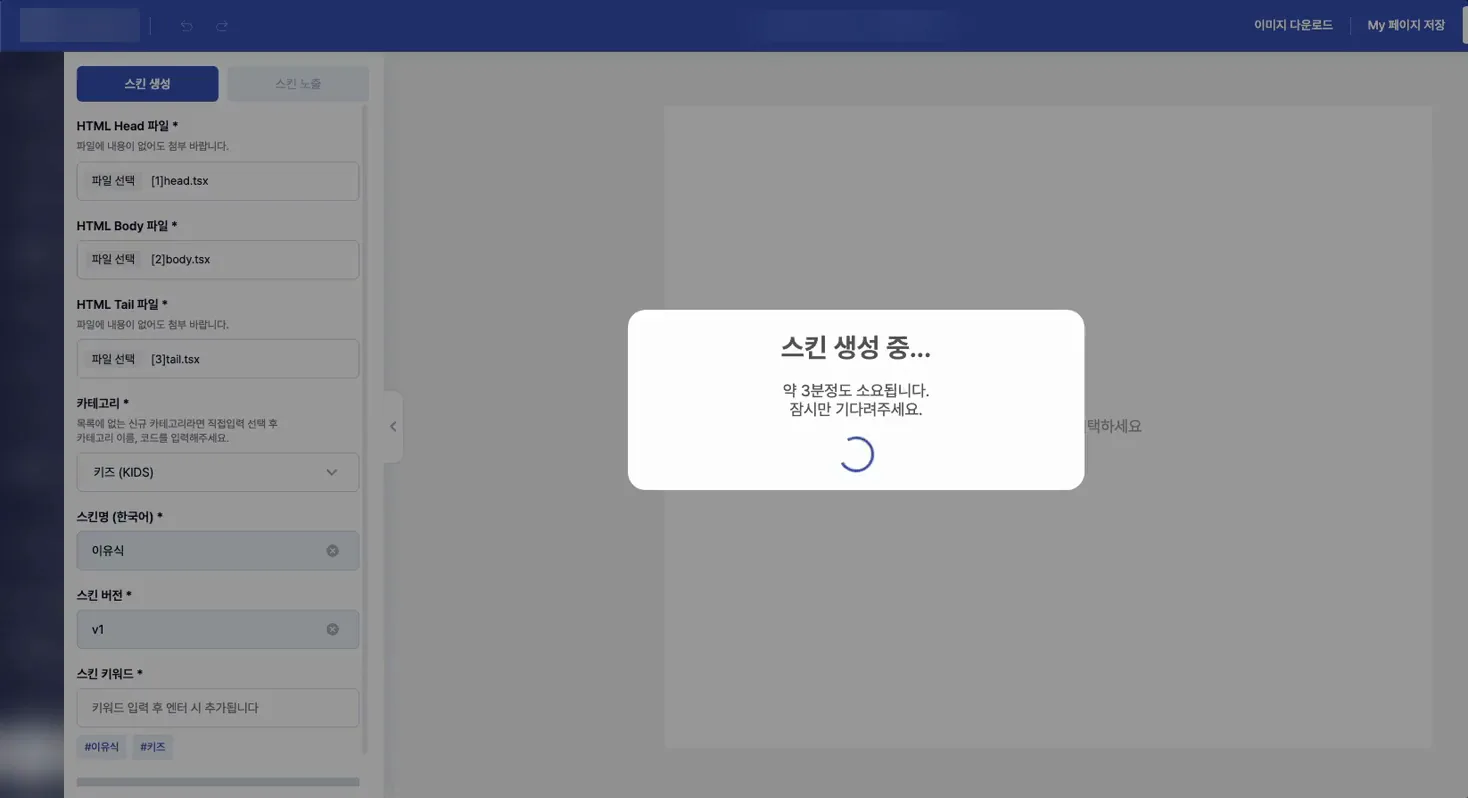 이미지 다운로드
My 페이지 저장
스킨 생성
스킨 노출
HTML Head 파일 *
파일에 내용이 없어도 첨부 바랍니다.
파일 선택 [1]head.tsx
HTML Body 파일 *
파일 선택 [2]body.tsx
HTML Tail 파일 *
파일에 내용이 없어도 첨부 바랍니다.
파일 선택 [3]tail.tsx
카테고리 *
목록에 없는 신규 카테고리라면 직접입력 선택 후
카테고리 이름, 코드를 입력해주세요.
키즈 (KIDS)
스킨명 (한국어) *
이유식
스킨 버전 *
v1
스킨 키워드 *
키워드 입력 후 엔터 시 추가됩니다
#이유식 #키즈
스킨 생성 중...
약 3분정도 소요됩니다.
잠시만 기다려주세요.
택하세요